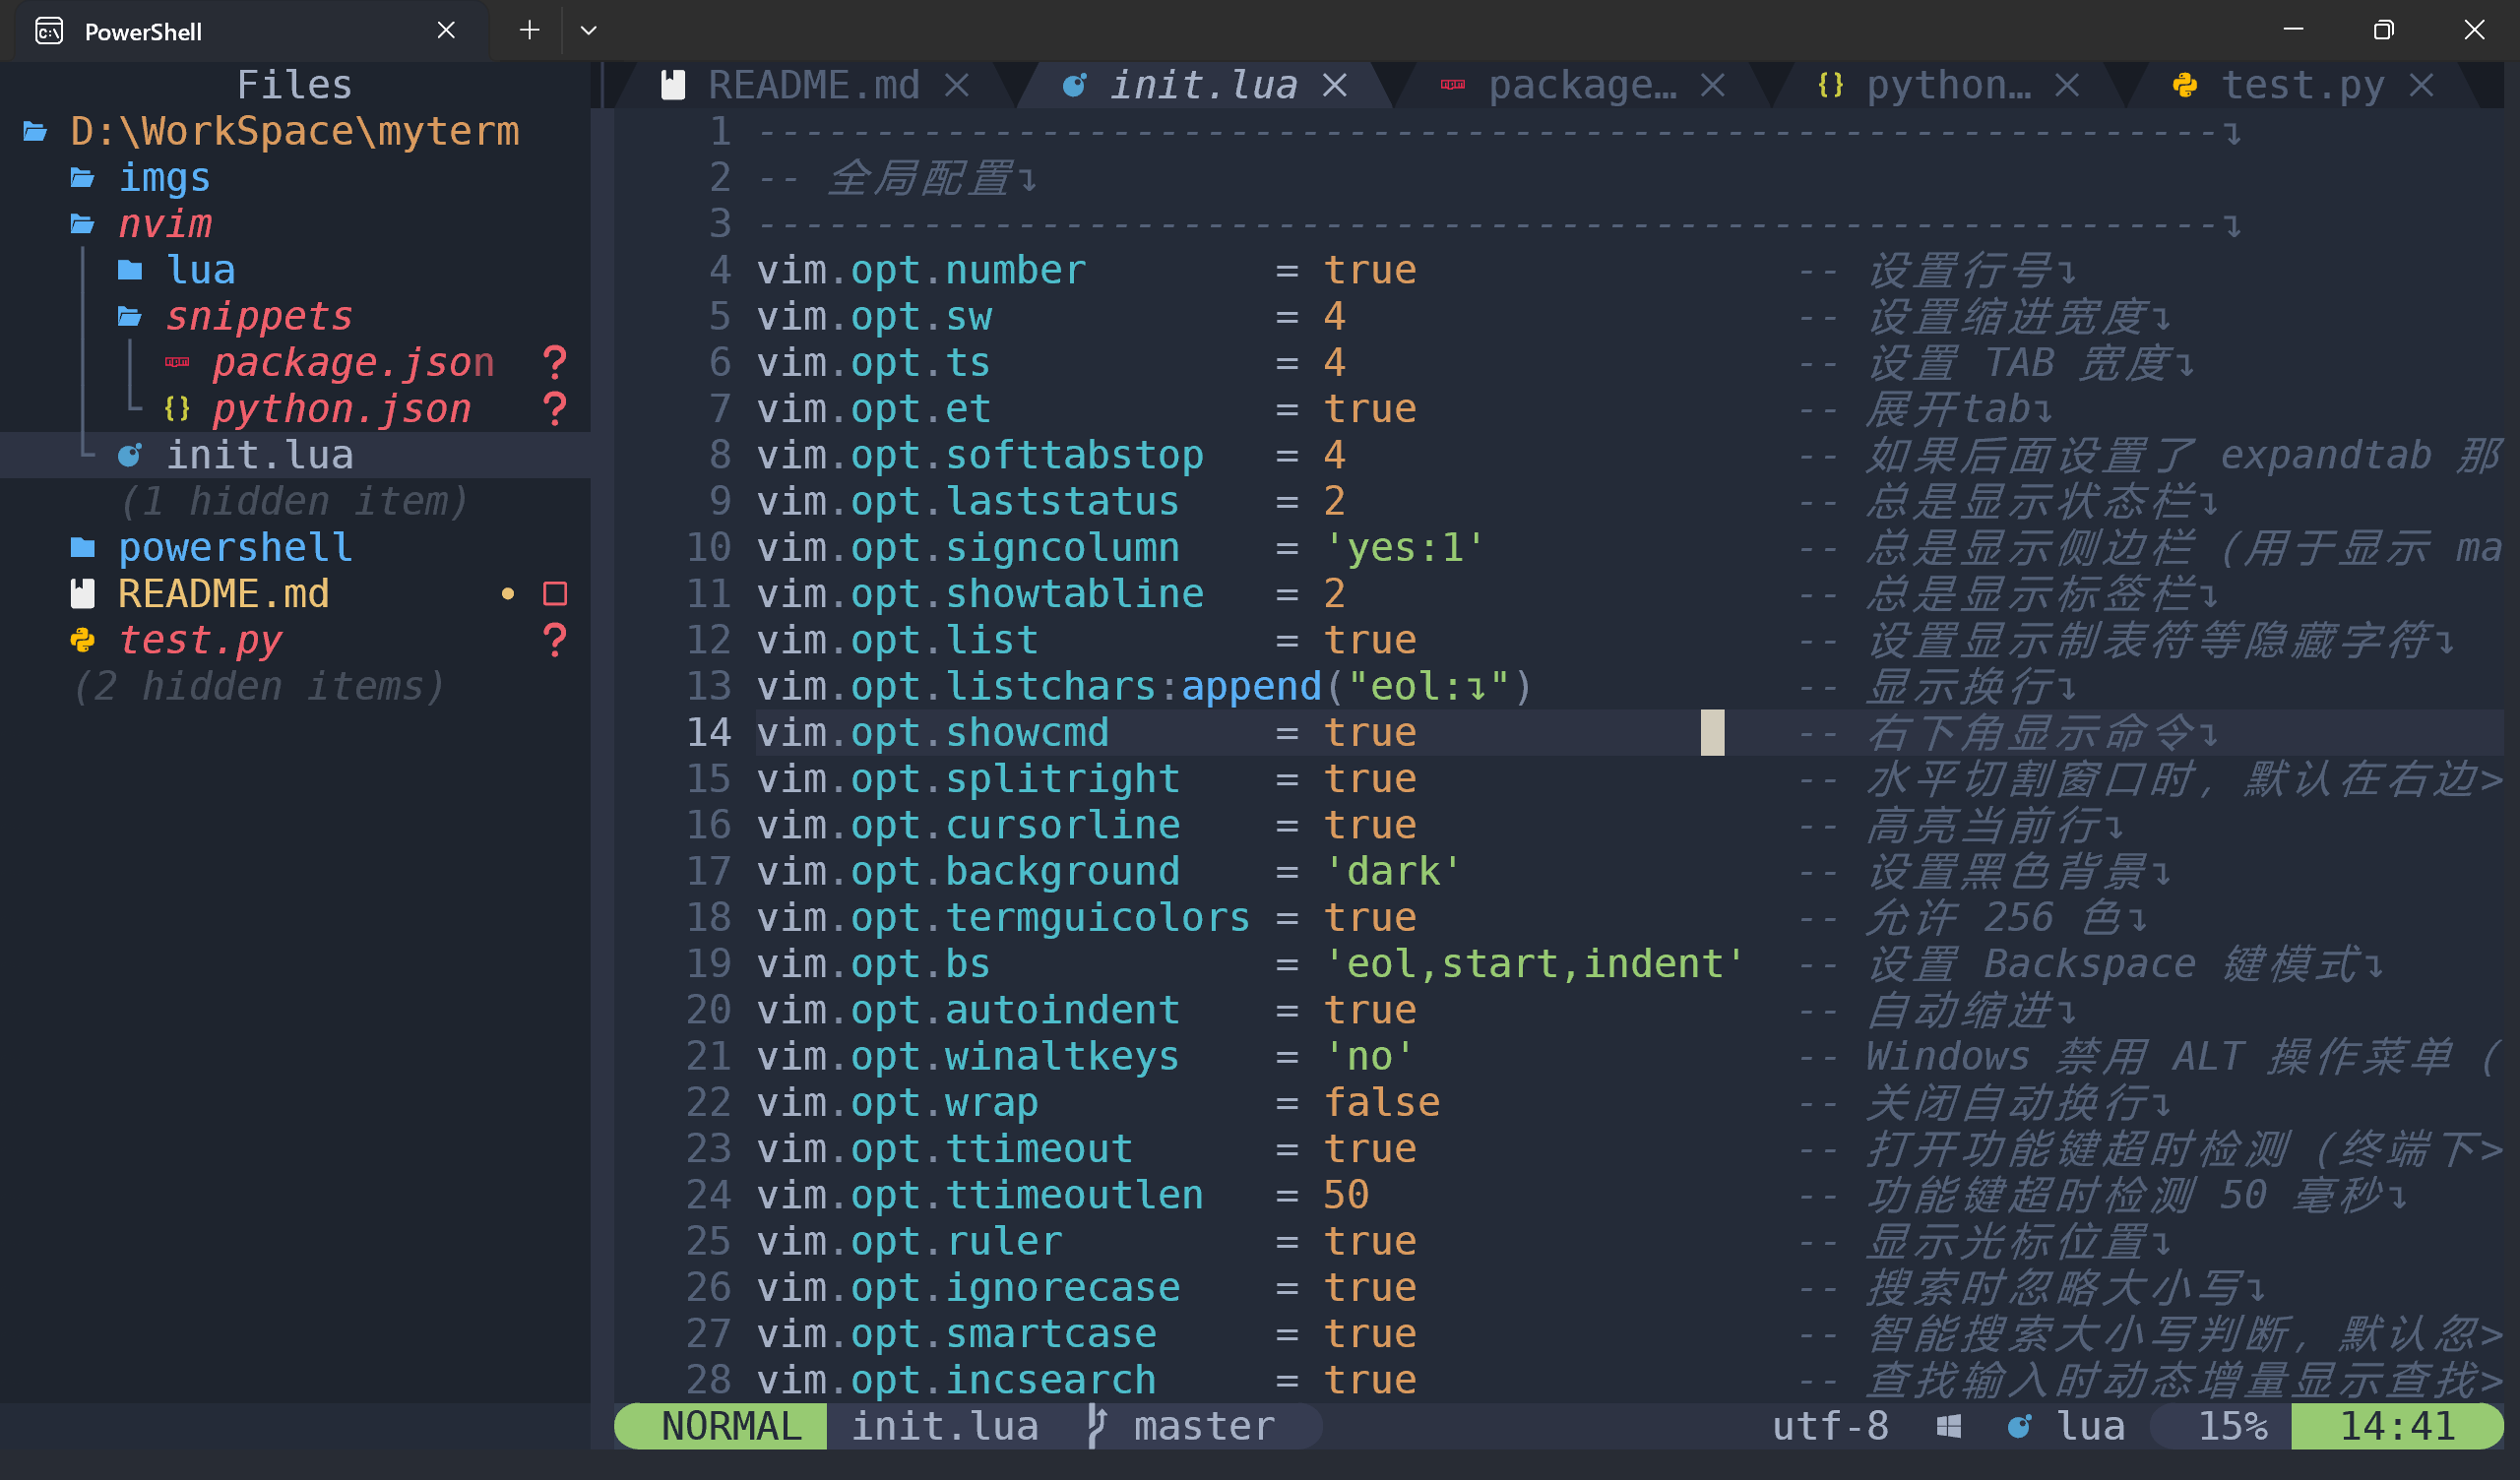 PowerShell
Files
D:\WorkSpace\myterm
imgs
nvim
lua
snippets
package.json ?
python.json ?
init.lua
(1 hidden item)
powershell
README.md
test.py ?
(2 hidden items)
README.md init.lua package… python… test.py
1 ---------------------------------------------------------------↴
2 -- 全局配置↴
3 ---------------------------------------------------------------↴
4 vim.opt.number = true -- 设置行号↴
5 vim.opt.sw = 4 -- 设置缩进宽度↴
6 vim.opt.ts = 4 -- 设置 TAB 宽度↴
7 vim.opt.et = true -- 展开tab↴
8 vim.opt.softtabstop = 4 -- 如果后面设置了 expandtab 那
9 vim.opt.laststatus = 2 -- 总是显示状态栏↴
10 vim.opt.signcolumn = 'yes:1' -- 总是显示侧边栏 (用于显示 ma
11 vim.opt.showtabline = 2 -- 总是显示标签栏↴
12 vim.opt.list = true -- 设置显示制表符等隐藏字符↴
13 vim.opt.listchars:append("eol:↴") -- 显示换行↴
14 vim.opt.showcmd = true -- 右下角显示命令↴
15 vim.opt.splitright = true -- 水平切割窗口时, 默认在右边>
16 vim.opt.cursorline = true -- 高亮当前行↴
17 vim.opt.background = 'dark' -- 设置黑色背景↴
18 vim.opt.termguicolors = true -- 允许 256 色↴
19 vim.opt.bs = 'eol,start,indent' -- 设置 Backspace 键模式↴
20 vim.opt.autoindent = true -- 自动缩进↴
21 vim.opt.winaltkeys = 'no' -- Windows 禁用 ALT 操作菜单 (
22 vim.opt.wrap = false -- 关闭自动换行↴
23 vim.opt.ttimeout = true -- 打开功能键超时检测 (终端下>
24 vim.opt.ttimeoutlen = 50 -- 功能键超时检测 50 毫秒↴
25 vim.opt.ruler = true -- 显示光标位置↴
26 vim.opt.ignorecase = true -- 搜索时忽略大小写↴
27 vim.opt.smartcase = true -- 智能搜索大小写判断, 默认忽>
28 vim.opt.incsearch = true -- 查找输入时动态增量显示查找>
NORMAL init.lua master utf-8 lua 15% 14:41